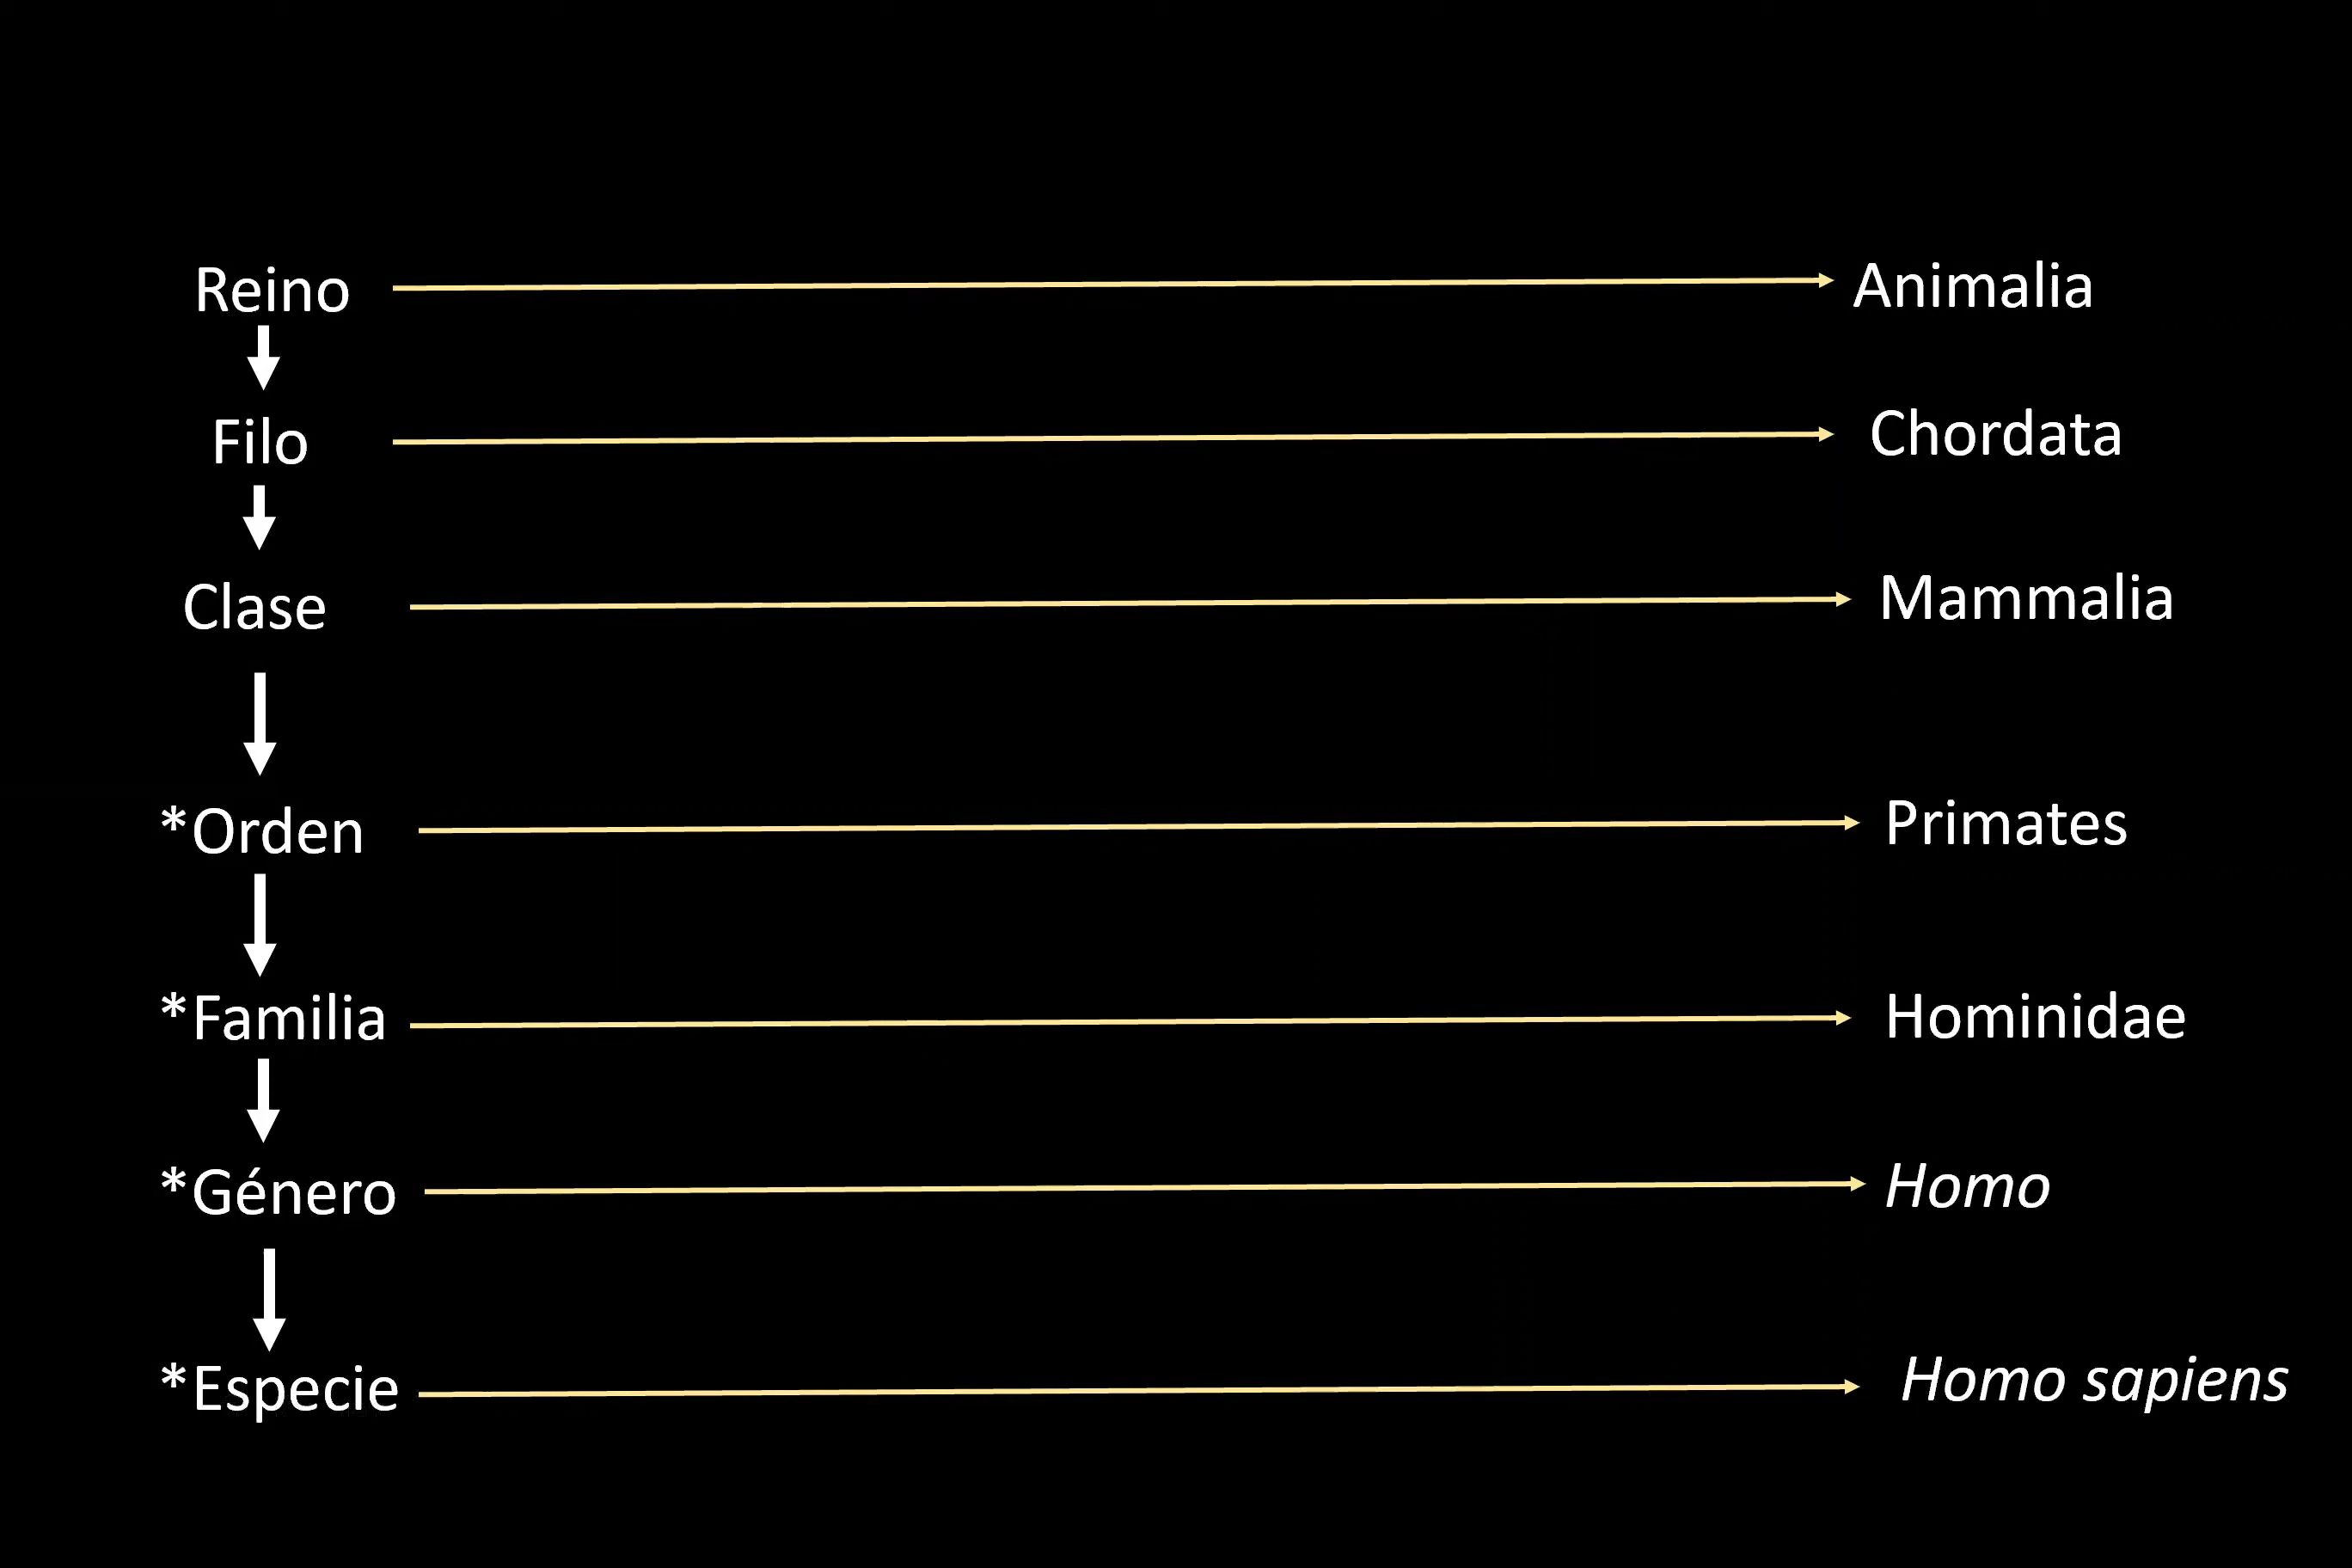 Reino Animalia
Filo Chordata
Clase Mammalia
*Orden Primates
*Familia Hominidae
*Género Homo
*Especie Homo sapiens